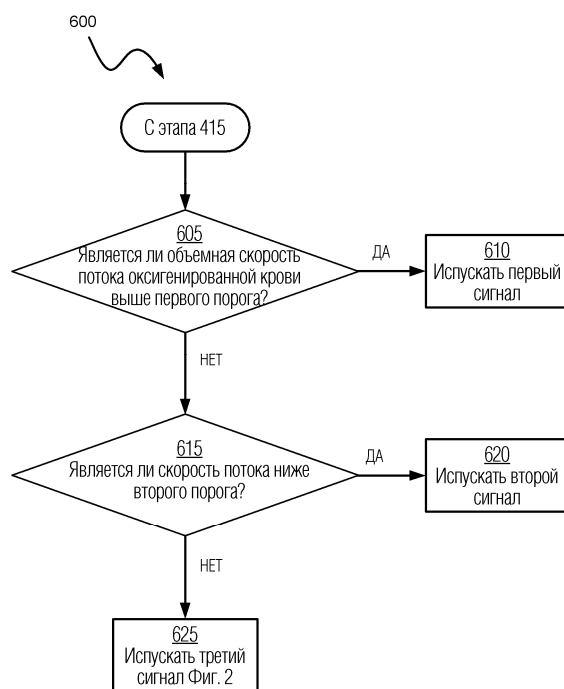 600
С этапа 415
605
Является ли объемная скорость
потока оксигенированной крови
выше первого порога?
ДА
610
Испускать первый
сигнал
НЕТ
615
Является ли скорость потока ниже
второго порога?
ДА
620
Испускать второй
сигнал
НЕТ
625
Испускать третий
сигнал Фиг. 2